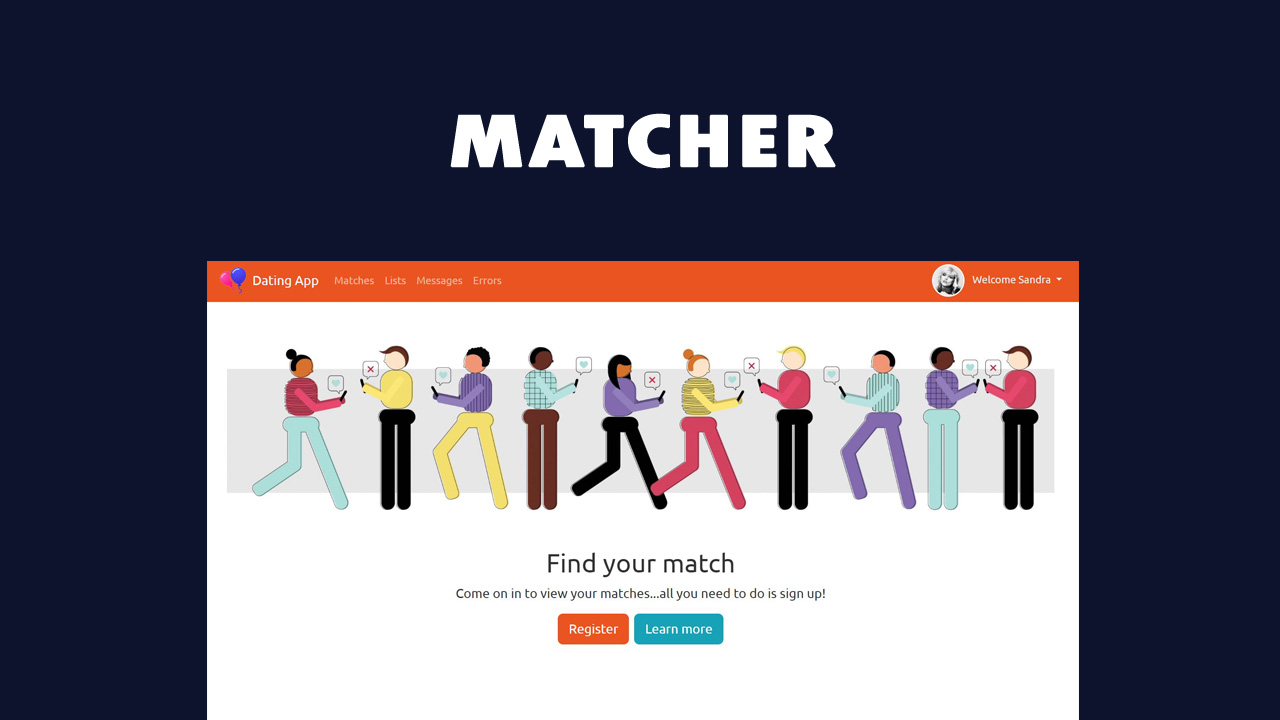 MATCHER
Dating App Matches Lists Messages Errors Welcome Sandra
Find your match
Come on in to view your matches...all you need to do is sign up!
Register Learn more